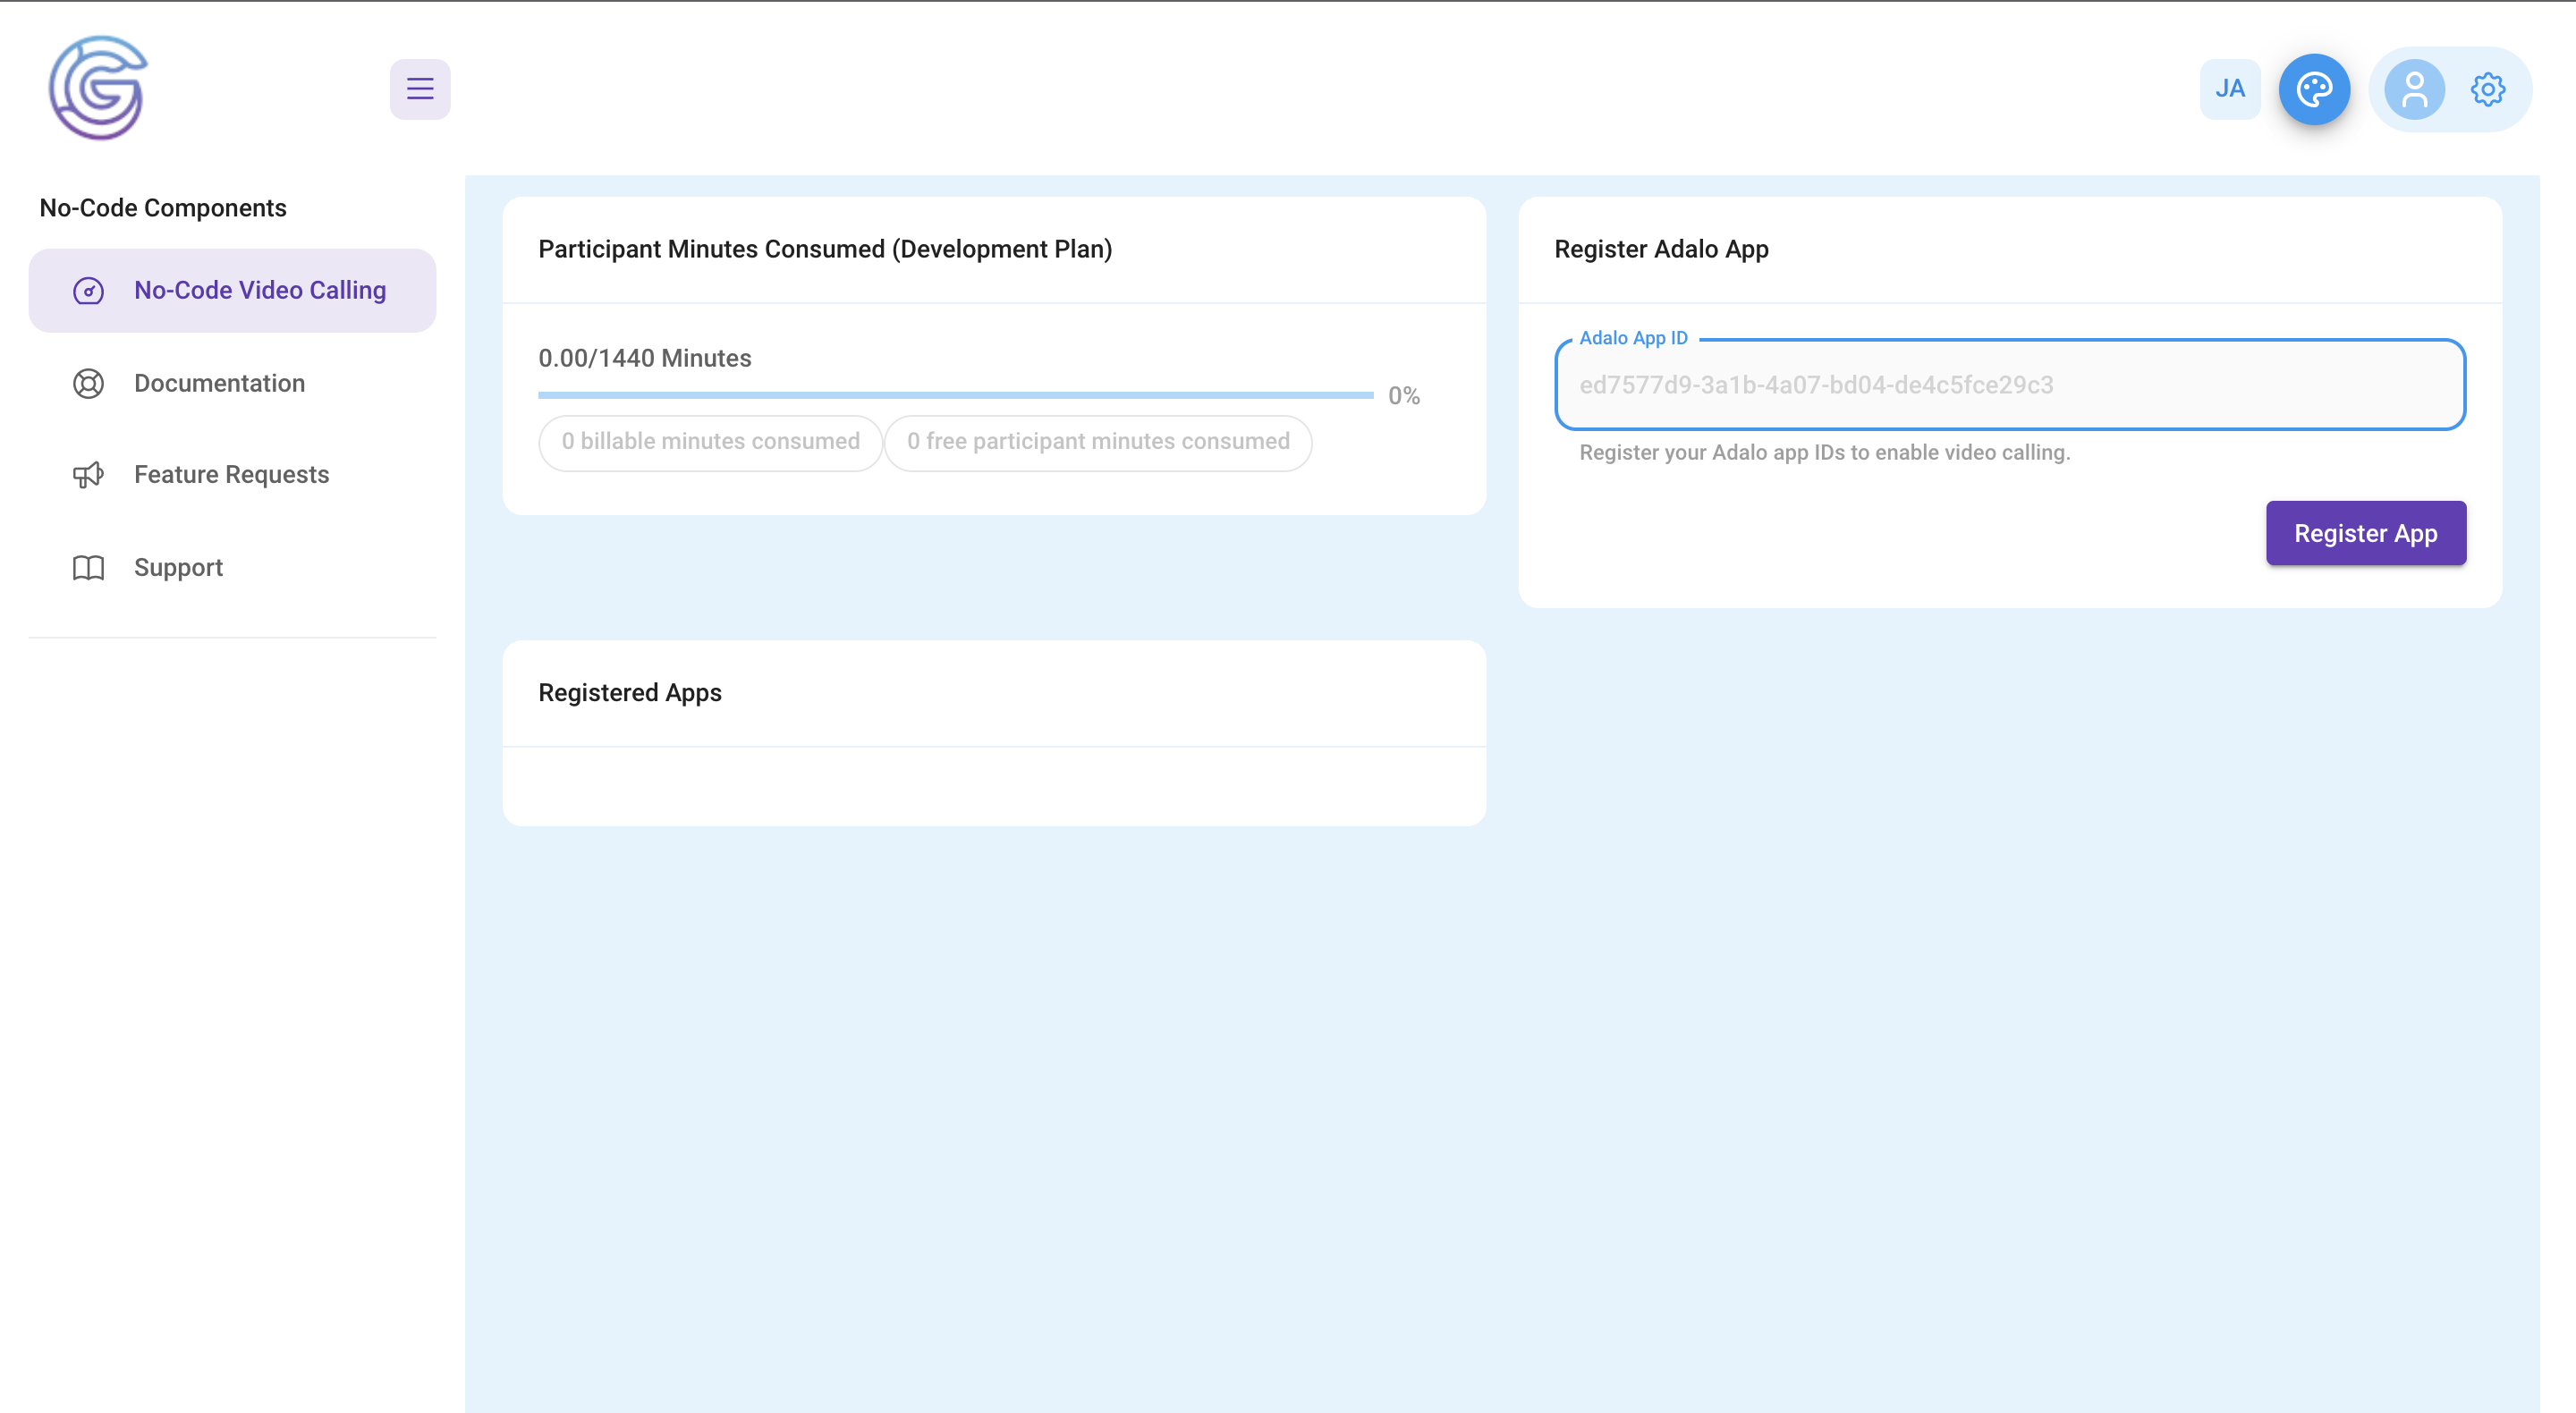 JA
No-Code Components
No-Code Video Calling
Documentation
Feature Requests
Support
Participant Minutes Consumed (Development Plan)
0.00/1440 Minutes
0%
0 billable minutes consumed
0 free participant minutes consumed
Register Adalo App
Adalo App ID
ed7577d9-3a1b-4a07-bd04-de4c5fce29c3
Register your Adalo app IDs to enable video calling.
Register App
Registered Apps